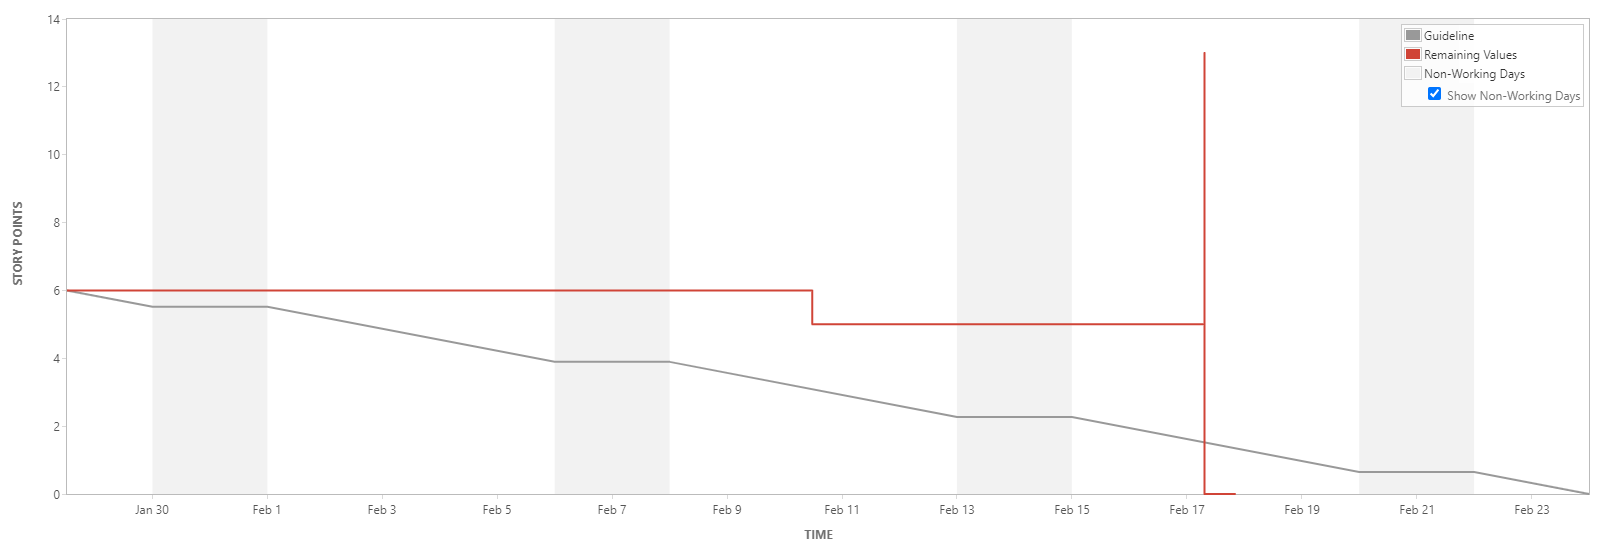 14
12
10
8
6
4
2
0
STORY POINTS
Guideline
Remaining Values
Non-Working Days
Show Non-Working Days
Jan 30 Feb 1 Feb 3 Feb 5 Feb 7 Feb 9 Feb 11 Feb 13 Feb 15 Feb 17 Feb 19 Feb 21 Feb 23
TIME